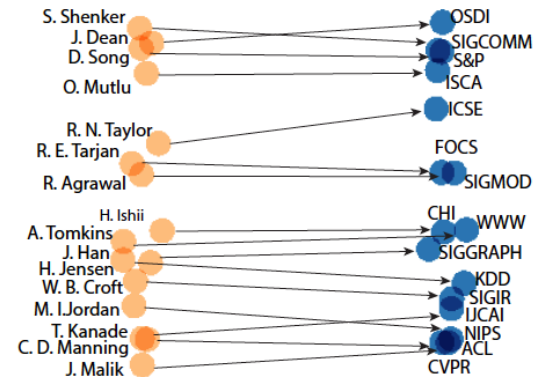 S. Shenker
J. Dean
D. Song
O. Mutlu
R. N. Taylor
R. E. Tarjan
R. Agrawal
H. Ishii
A. Tomkins
J. Han
H. Jensen
W. B. Croft
M. I.Jordan
T. Kanade
C. D. Manning
J. Malik
OSDI
SIGCOMM
S&P
ISCA
ICSE
FOCS
SIGMOD
CHI
WWW
SIGGRAPH
KDD
SIGIR
IJCAI
NIPS
ACL
CVPR